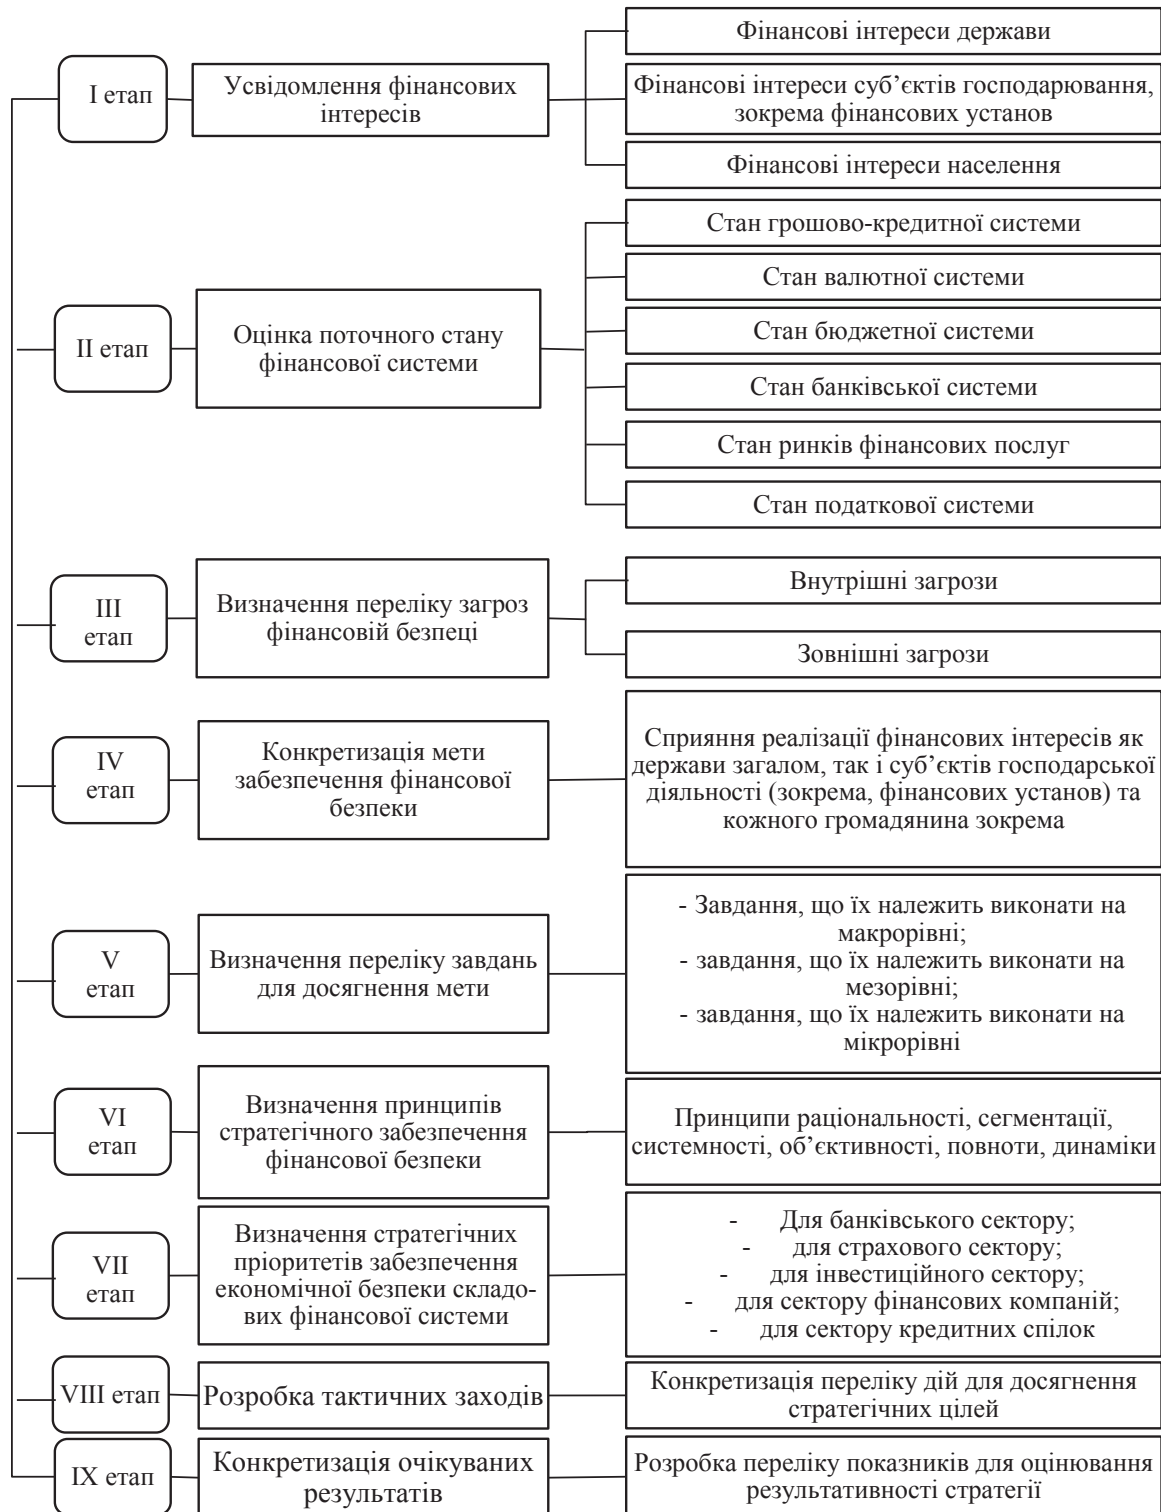 I етап
Усвідомлення фінансових
інтересів
Фінансові інтереси держави
Фінансові інтереси суб’єктів господарювання,
зокрема фінансових установ
Фінансові інтереси населення
II етап
Оцінка поточного стану
фінансової системи
Стан грошово-кредитної системи
Стан валютної системи
Стан бюджетної системи
Стан банківської системи
Стан ринків фінансових послуг
Стан податкової системи
III
етап
Визначення переліку загроз
фінансовій безпеці
Внутрішні загрози
Зовнішні загрози
IV
етап
Конкретизація мети
забезпечення фінансової
безпеки
Сприяння реалізації фінансових інтересів як
держави загалом, так і суб’єктів господарської
діяльності (зокрема, фінансових установ) та
кожного громадянина зокрема
V
етап
Визначення переліку завдань
для досягнення мети
- Завдання, що їх належить виконати на
макрорівні;
- завдання, що їх належить виконати на
мезорівні;
- завдання, що їх належить виконати на
мікрорівні
VI
етап
Визначення принципів
стратегічного забезпечення
фінансової безпеки
Принципи раціональності, сегментації,
системності, об’єктивності, повноти, динаміки
VII
етап
Визначення стратегічних
пріоритетів забезпечення
економічної безпеки складо-
вих фінансової системи
- Для банківського сектору;
- для страхового сектору;
- для інвестиційного сектору;
- для сектору фінансових компаній;
- для сектору кредитних спілок
VIII етап
Розробка тактичних заходів
Конкретизація переліку дій для досягнення
стратегічних цілей
IX етап
Конкретизація очікуваних
результатів
Розробка переліку показників для оцінювання
результативності стратегії